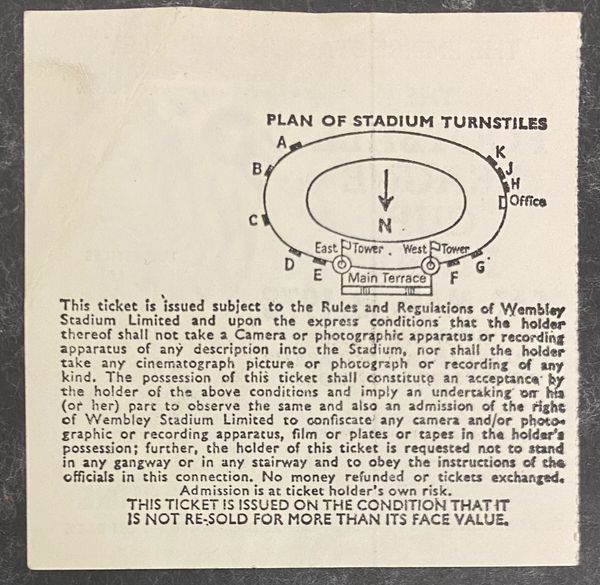 PLAN OF STADIUM TURNSTILES
A
B
C
D
E
K
J
H
I Office
G
F
N
East Tower
West Tower
Main Terrace
This ticket is issued subject to the Rules and Regulations of Wembley
Stadium Limited and upon the express conditions that the holder
thereof shall not take a Camera or photographic apparatus or recording
apparatus of any description into the Stadium, nor shall the holder
take any cinematograph picture or photograph or recording of any
kind. The possession of this ticket shall constitute an acceptance by
the holder of the above conditions and imply an undertaking on his
(or her) part to observe the same and also an admission of the right
of Wembley Stadium Limited to confiscate any camera and/or photo-
graphic or recording apparatus, film or plates or tapes in the holder's
possession; further, the holder of this ticket is requested not to stand
in any gangway or in any stairway and to obey the instructions of the
officials in this connection. No money refunded or tickets exchanged.
Admission is at ticket holder's own risk.
THIS TICKET IS ISSUED ON THE CONDITION THAT IT
IS NOT RE-SOLD FOR MORE THAN ITS FACE VALUE.